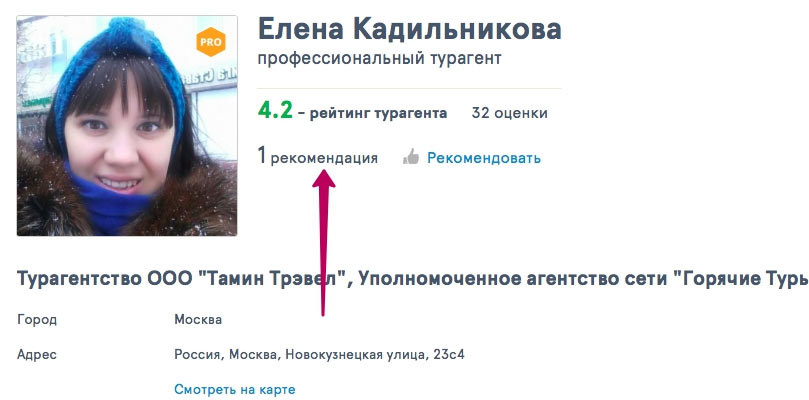 PRO
Елена Кадильникова
профессиональный турагент
4.2 - рейтинг турагента 32 оценки
1 рекомендация Рекомендовать
Турагентство ООО "Тамин Трэвел", Уполномоченное агентство сети "Горячие Туры
Город Москва
Адрес Россия, Москва, Новокузнецкая улица, 23с4
Смотреть на карте